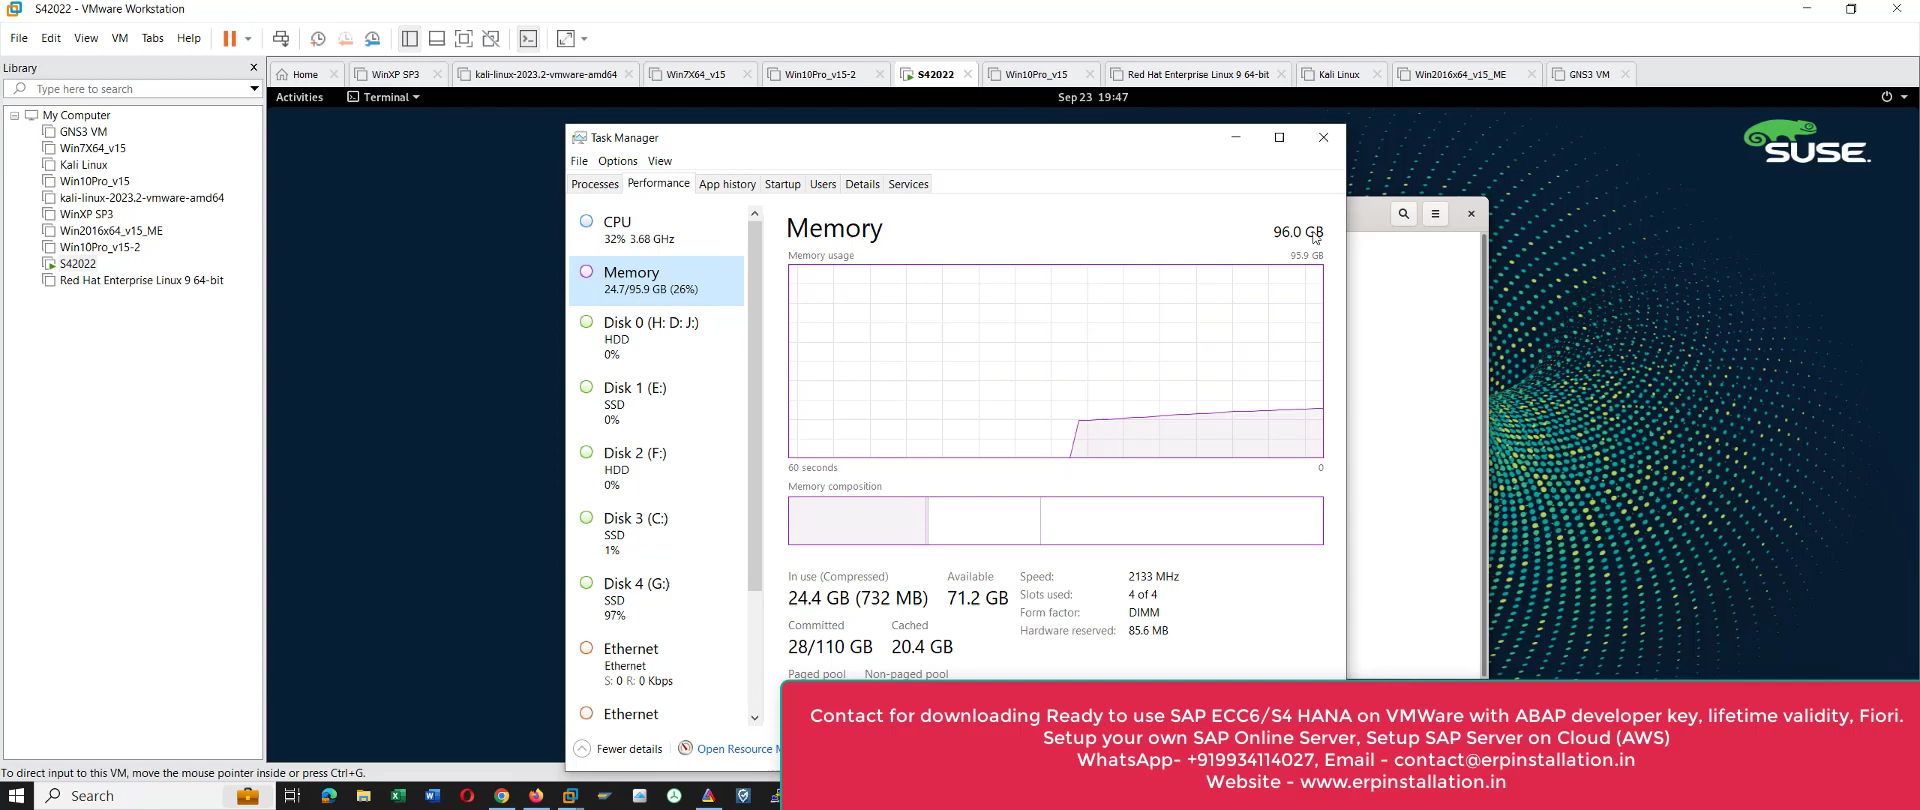 S42022 - VMware Workstation
File Edit View VM Tabs Help
Library
Type here to search
My Computer
GNS3 VM
Win7X64_v15
Kali Linux
Win10Pro_v15
kali-linux-2023.2-vmware-amd64
WinXP SP3
Win2016x64_v15_ME
Win10Pro_v15-2
S42022
Red Hat Enterprise Linux 9 64-bit
Home WinXP SP3 kali-linux-2023.2-vmware-amd64 Win7X64_v15 Win10Pro_v15-2 S42022 Win10Pro_v15 Red Hat Enterprise Linux 9 64-bit Kali Linux Win2016x64_v15_ME GNS3 VM
Activities Terminal Sep 23 19:47
SUSE
Task Manager
File Options View
Processes Performance App history Startup Users Details Services
CPU
32% 3.68 GHz
Memory
24.7/95.9 GB (26%)
Disk 0 (H: D: J:)
HDD
0%
Disk 1 (E:)
SSD
0%
Disk 2 (F:)
HDD
0%
Disk 3 (C:)
SSD
1%
Disk 4 (G:)
SSD
97%
Ethernet
Ethernet
S: 0 R: 0 Kbps
Ethernet
Memory 96.0 GB
Memory usage 95.9 GB
60 seconds 0
Memory composition
In use (Compressed) Available
24.4 GB (732 MB) 71.2 GB
Committed Cached
28/110 GB 20.4 GB
Paged pool Non-paged pool
Speed: 2133 MHz
Slots used: 4 of 4
Form factor: DIMM
Hardware reserved: 85.6 MB
Fewer details Open Resource M
Contact for downloading Ready to use SAP ECC6/S4 HANA on VMWare with ABAP developer key, lifetime validity, Fiori.
Setup your own SAP Online Server, Setup SAP Server on Cloud (AWS)
WhatsApp- +919934114027, Email - contact@erpinstallation.in
Website - www.erpinstallation.in
To direct input to this VM, move the mouse pointer inside or press Ctrl+G.
Search